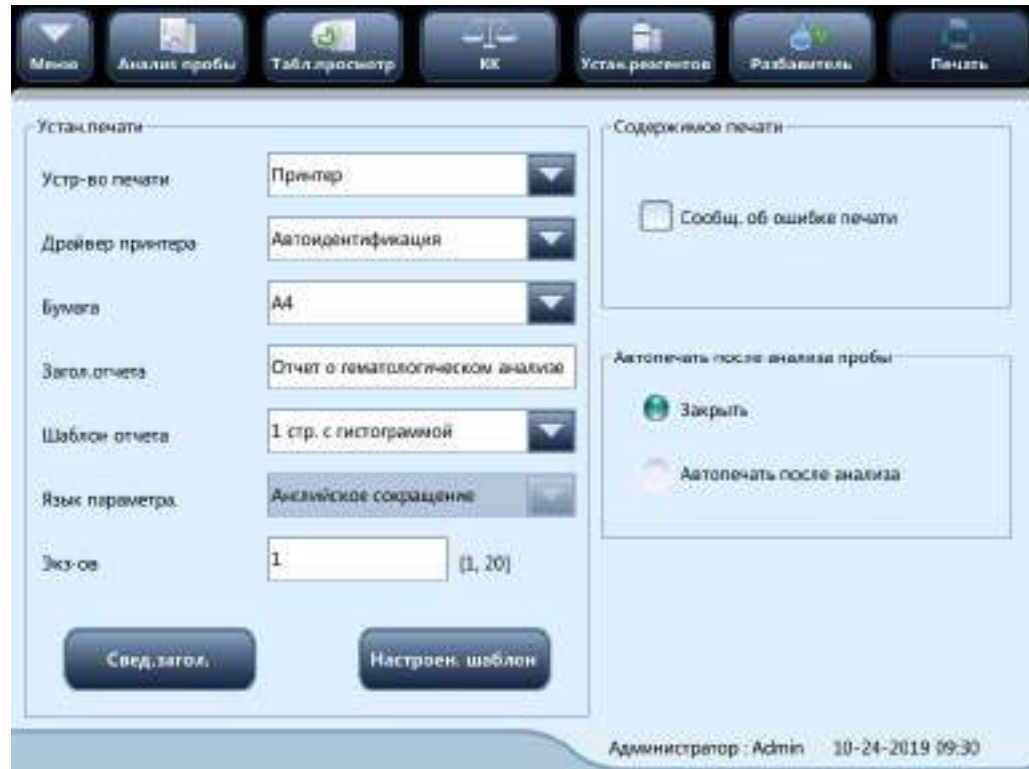 Меню
Анализ пробы
Табл.просмотр
КК
Устан.реагентов
Разбавитель
Печать
Устан.печати
Устр-во печати
Принтер
Драйвер принтера
Автоидентификация
Бумага
A4
Загол.отчета
Отчет о гематологическом анализе
Шаблон отчета
1 стр. с гистограммой
Язык параметра
Английское сокращение
Экз-ов
1
[1, 20]
Свед.загол.
Настроен. шаблон
Содержимое печати
Сообщ. об ошибке печати
Автопечать после анализа пробы
Закрыть
Автопечать после анализа
Администратор : Admin
10-24-2019 09:30